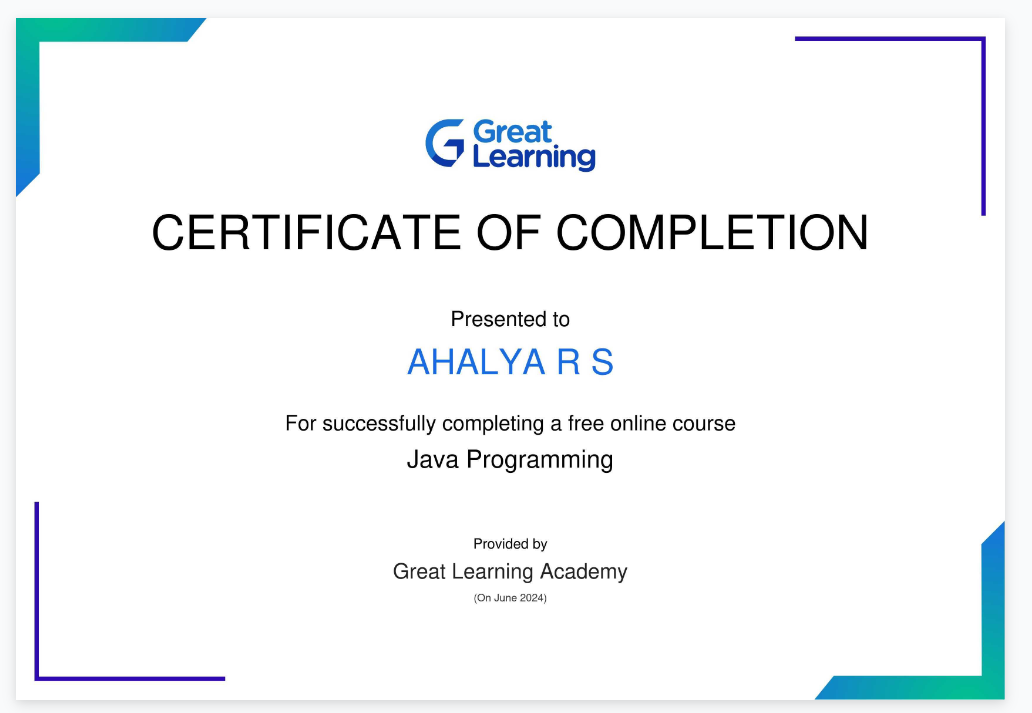 Great
Learning
CERTIFICATE OF COMPLETION
Presented to
AHALYA R S
For successfully completing a free online course
Java Programming
Provided by
Great Learning Academy
(On June 2024)